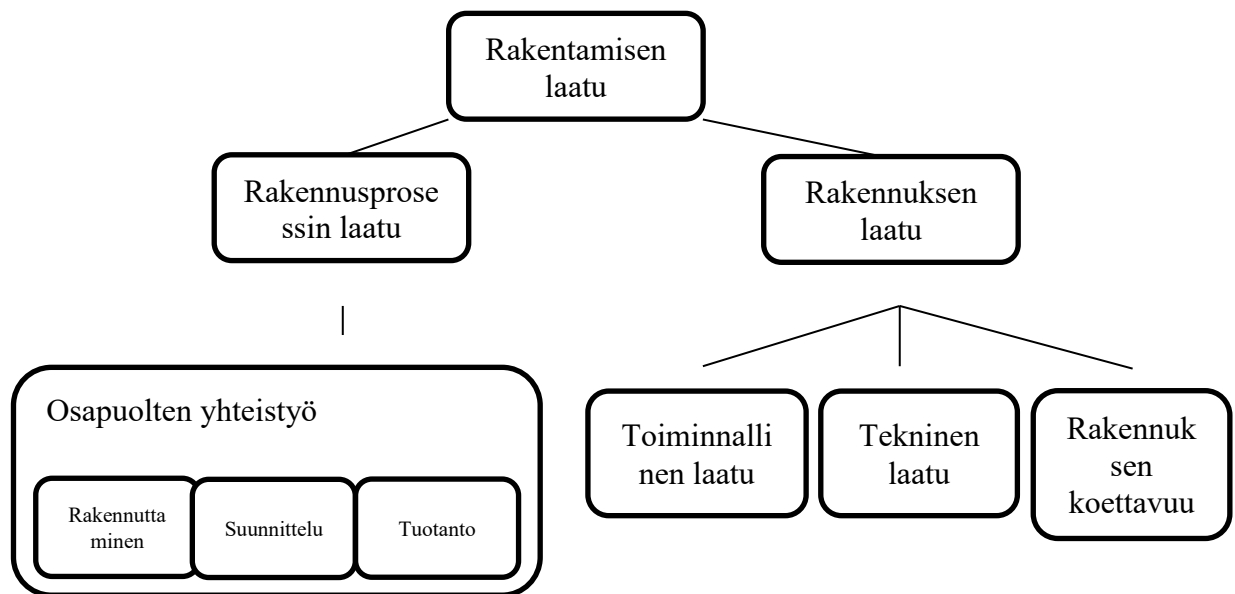 Rakentamisen
laatu
Rakennusprose
ssin laatu
Rakennuksen
laatu
Osapuolten yhteistyö
Rakennutta
minen
Suunnittelu
Tuotanto
Toiminnalli
nen laatu
Tekninen
laatu
Rakennuk
sen
koettavuu